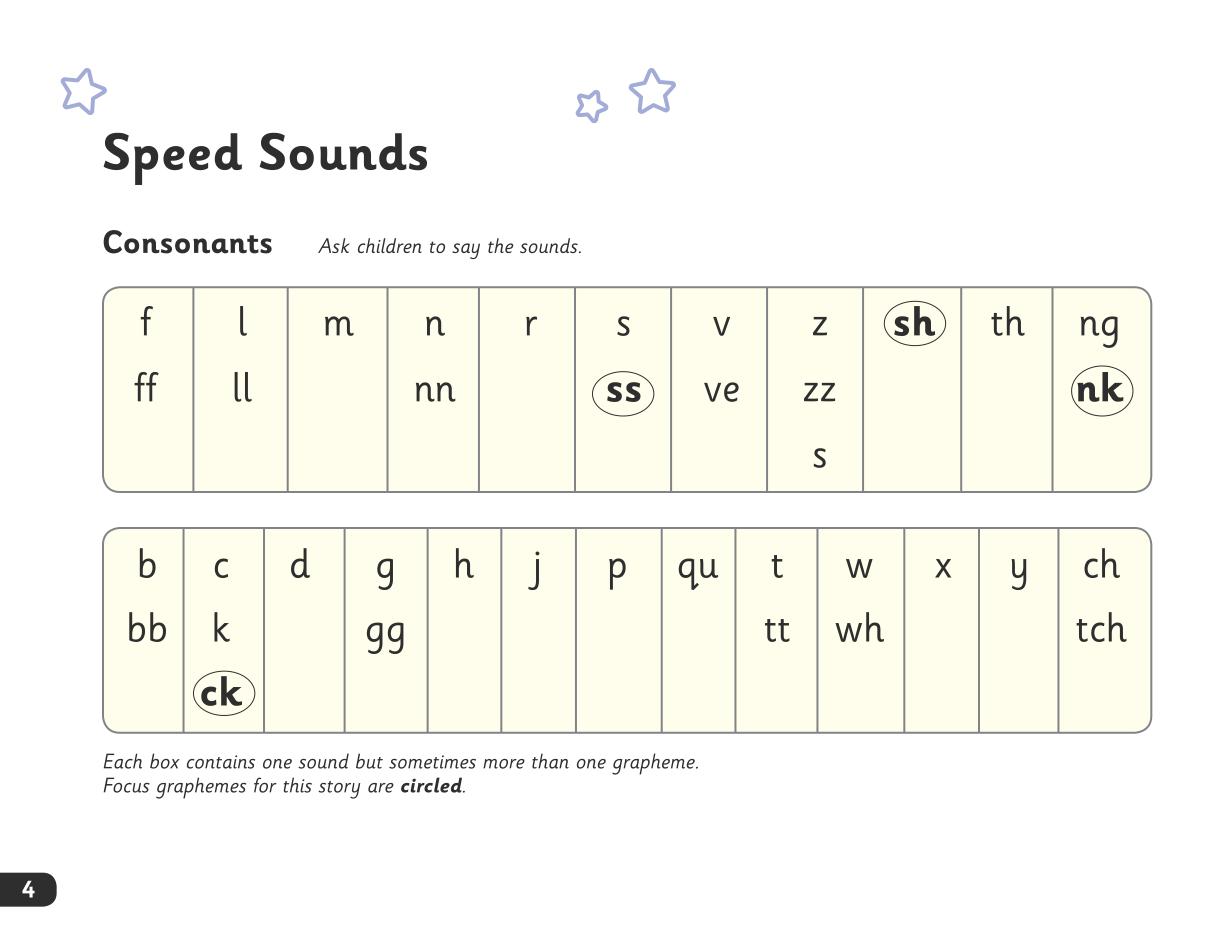 Speed Sounds
Consonants Ask children to say the sounds.
f l m n r s v z sh th ng
ff ll nn ss ve zz nk
s
b c d g h j p qu t w x y ch
bb k gg tt wh tch
ck
Each box contains one sound but sometimes more than one grapheme.
Focus graphemes for this story are circled.
4